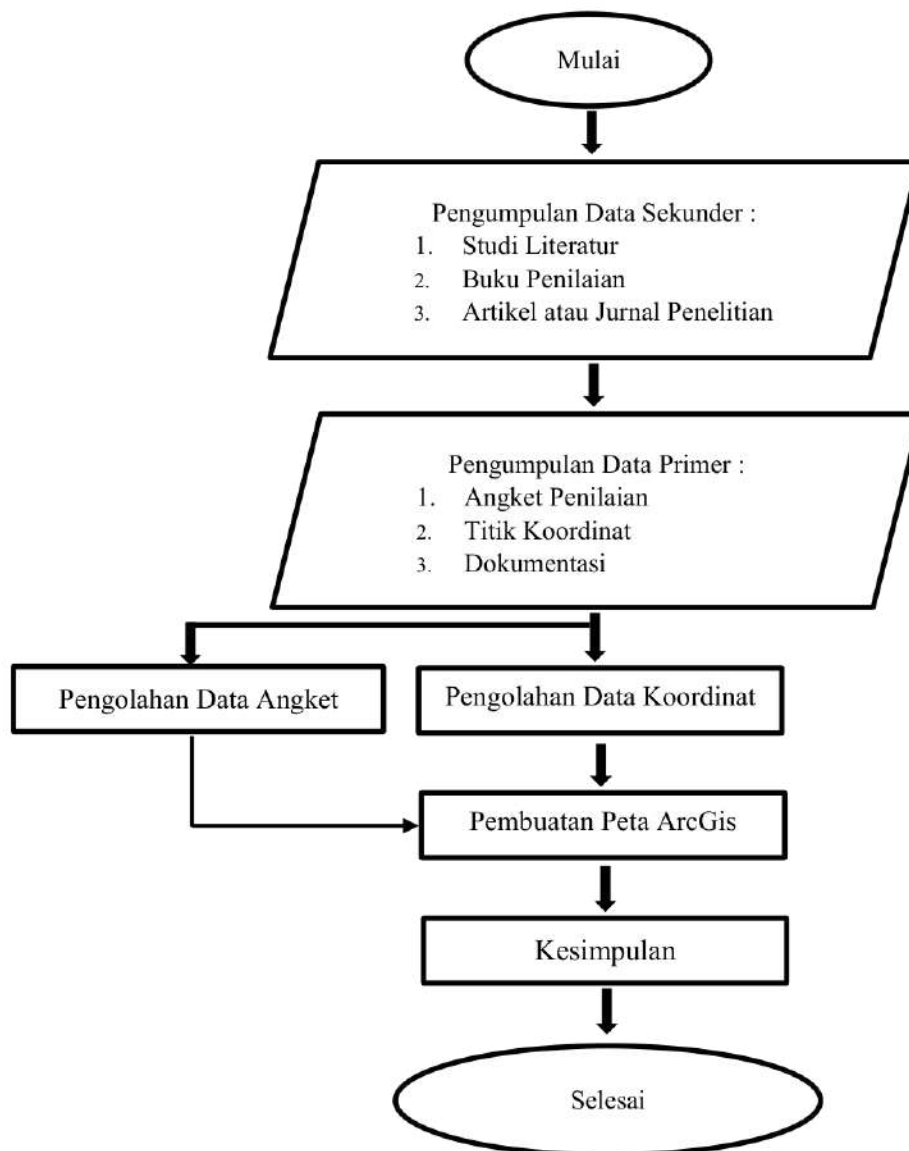 Mulai
Pengumpulan Data Sekunder :
1. Studi Literatur
2. Buku Penilaian
3. Artikel atau Jurnal Penelitian
Pengumpulan Data Primer :
1. Angket Penilaian
2. Titik Koordinat
3. Dokumentasi
Pengolahan Data Angket
Pengolahan Data Koordinat
Pembuatan Peta ArcGis
Kesimpulan
Selesai